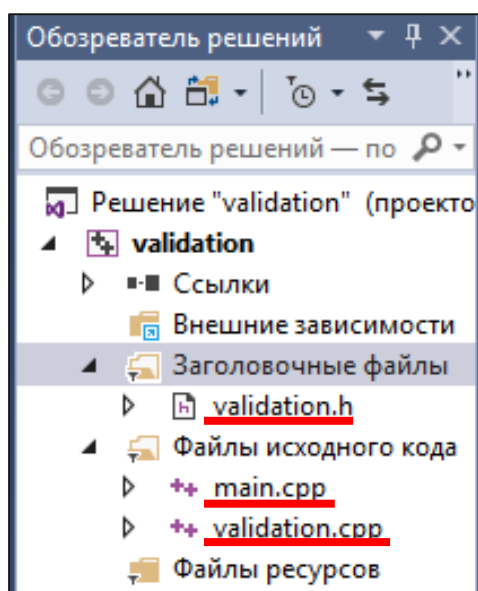 Обозреватель решений
Обозреватель решений — по
Решение "validation" (проекто
validation
Ссылки
Внешние зависимости
Заголовочные файлы
validation.h
Файлы исходного кода
main.cpp
validation.cpp
Файлы ресурсов